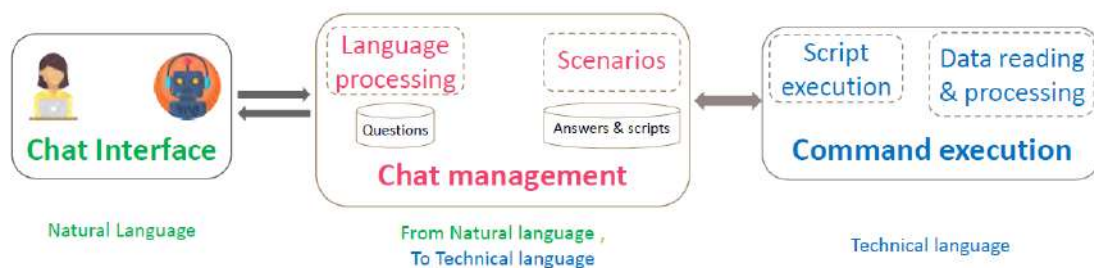 Chat Interface
Natural Language
Language
processing
Scenarios
Questions
Answers & scripts
Chat management
From Natural language ,
To Technical language
Script
execution
Data reading
& processing
Command execution
Technical language